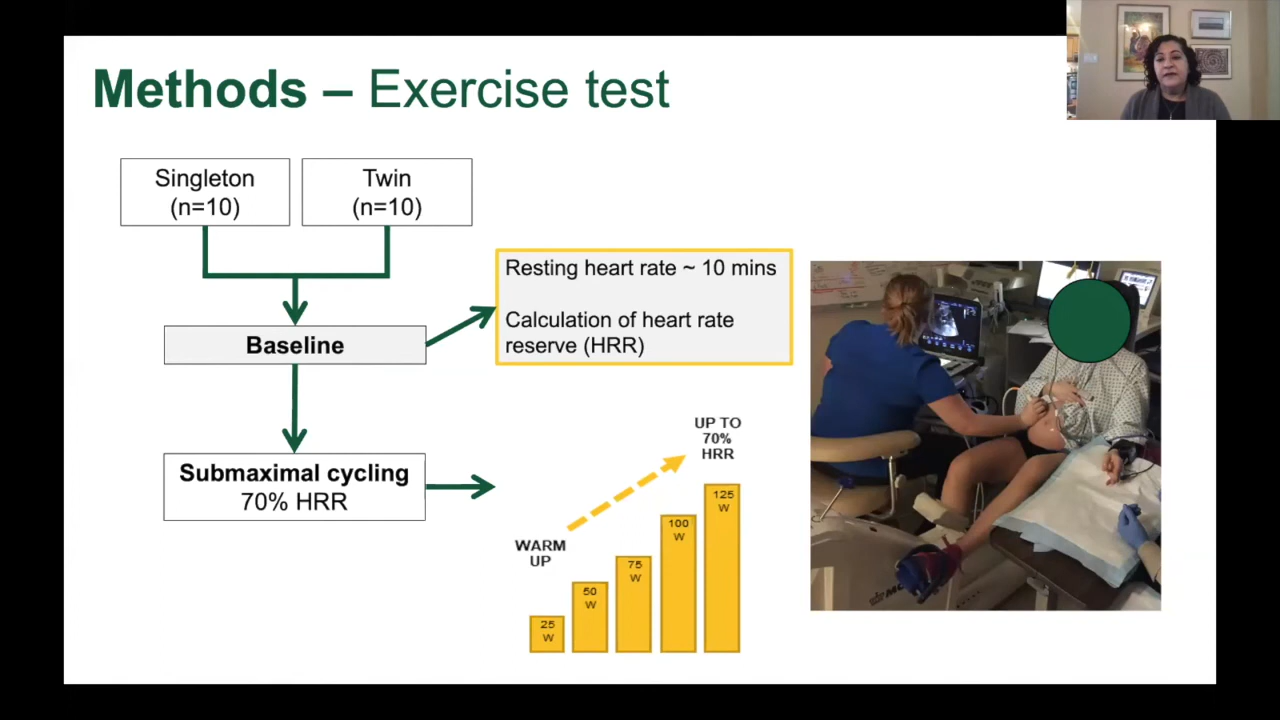 Methods – Exercise test
Singleton
(n=10)
Twin
(n=10)
Resting heart rate ~ 10 mins
Calculation of heart rate
reserve (HRR)
Baseline
Submaximal cycling
70% HRR
UP TO
70%
HRR
WARM
UP
25
W
50
W
75
W
100
W
125
W